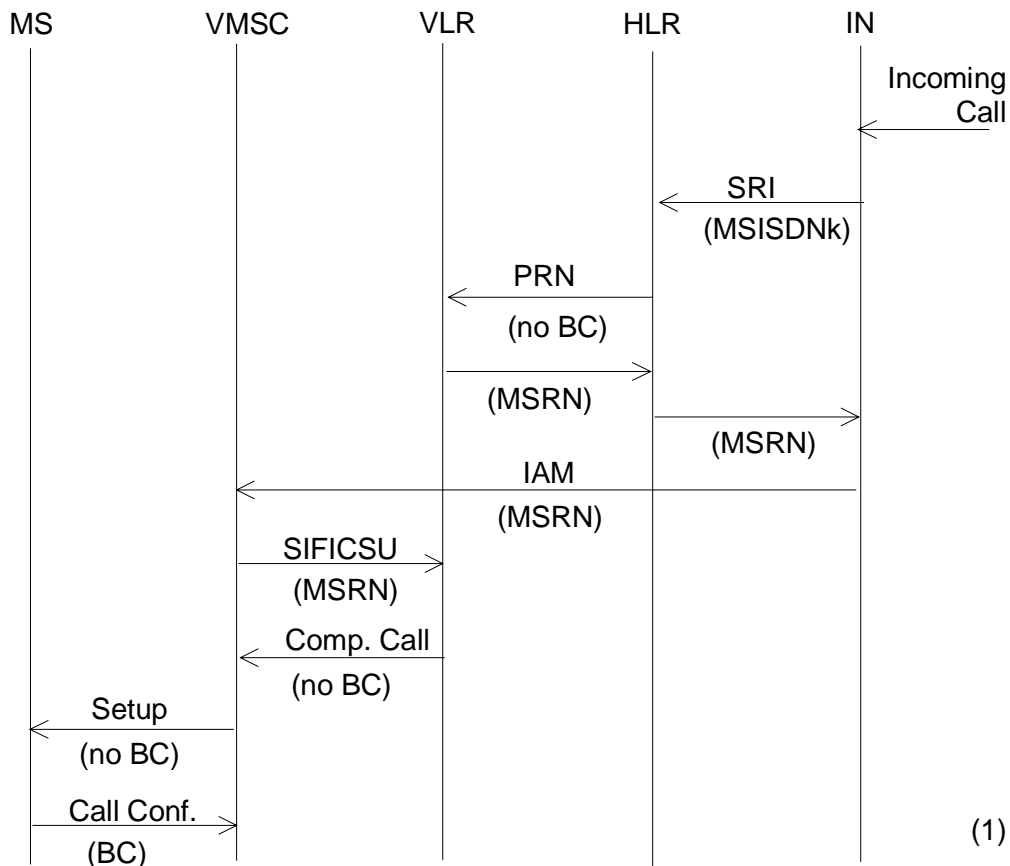 MS VMSC VLR HLR IN
Incoming
Call
SRI
(MSISDNk)
PRN
(no BC)
(MSRN)
(MSRN)
IAM
(MSRN)
SIFICSU
(MSRN)
Comp. Call
(no BC)
Setup
(no BC)
Call Conf.
(BC)
(1)